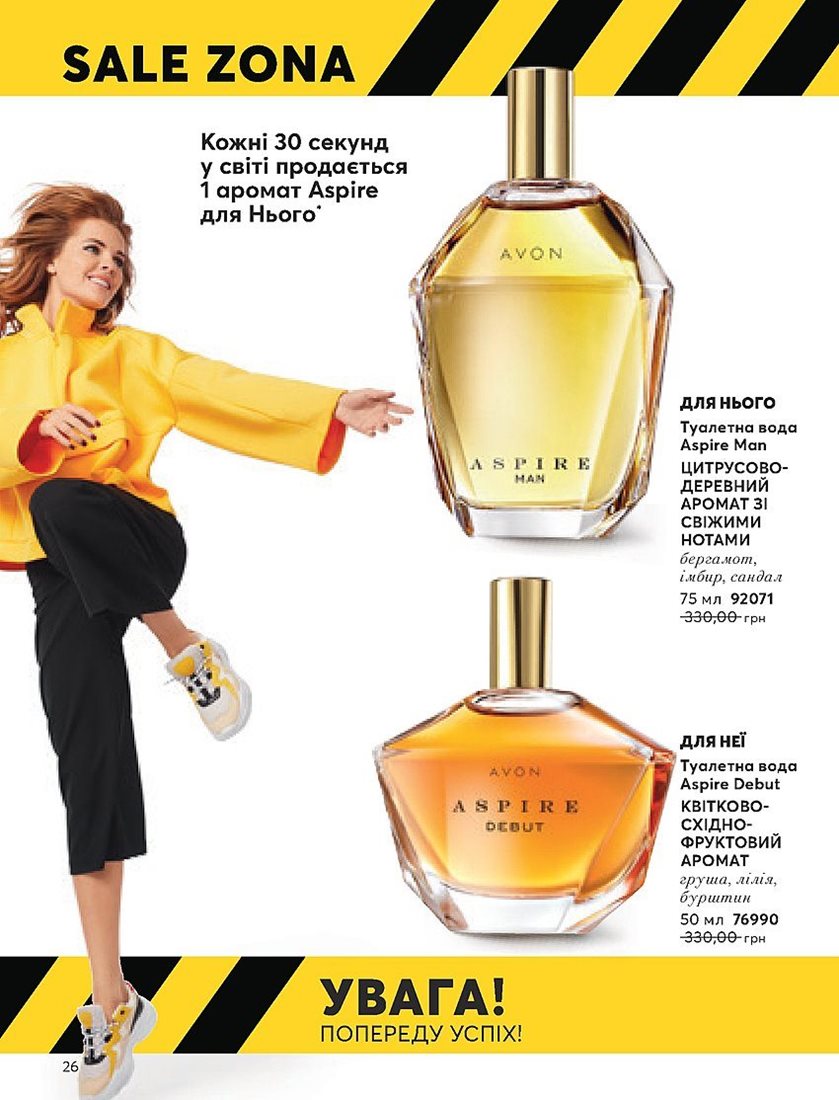 SALE ZONA
Кожні 30 секунд
у світі продається
1 аромат Aspire
для Нього*
AVON
ASPIRE
MAN
ДЛЯ НЬОГО
Туалетна вода
Aspire Man
ЦИТРУСОВО-
ДЕРЕВНИЙ
АРОМАТ ЗІ
СВІЖИМИ
НОТАМИ
бергамот,
імбир, сандал
75 мл 92071
330,00 грн
AVON
ASPIRE
DEBUT
ДЛЯ НЕЇ
Туалетна вода
Aspire Debut
КВІТКОВО-
СХІДНО-
ФРУКТОВИЙ
АРОМАТ
груша, лілія,
бурштин
50 мл 76990
330,00 грн
УВАГА!
ПОПЕРЕДУ УСПІХ!
26